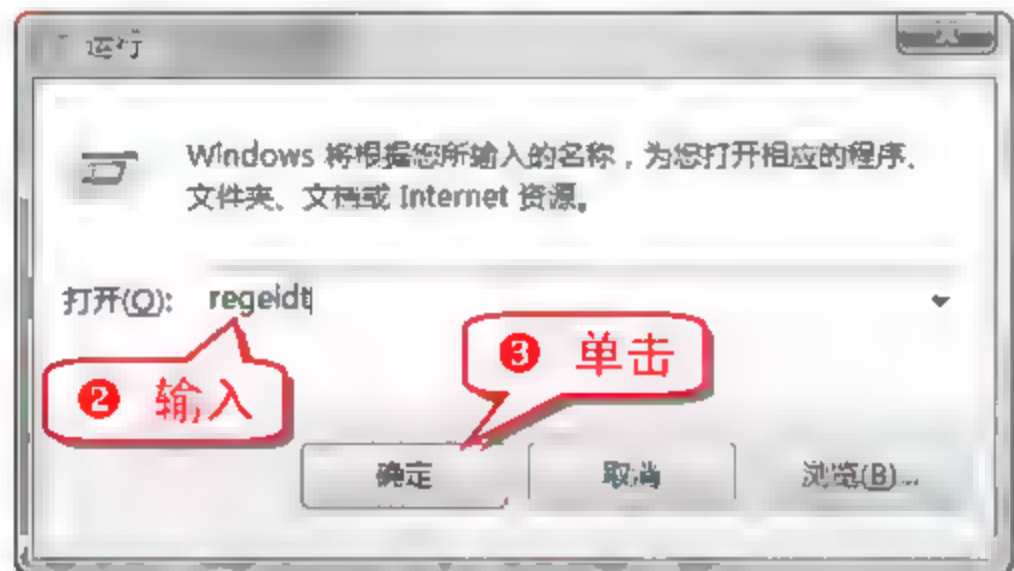 运行
Windows 将根据您所输入的名称，为您打开相应的程序、
文件夹、文档或 Internet 资源。
打开(O): regeidt
❷ 输入
❸ 单击
确定 取消 浏览(B)...